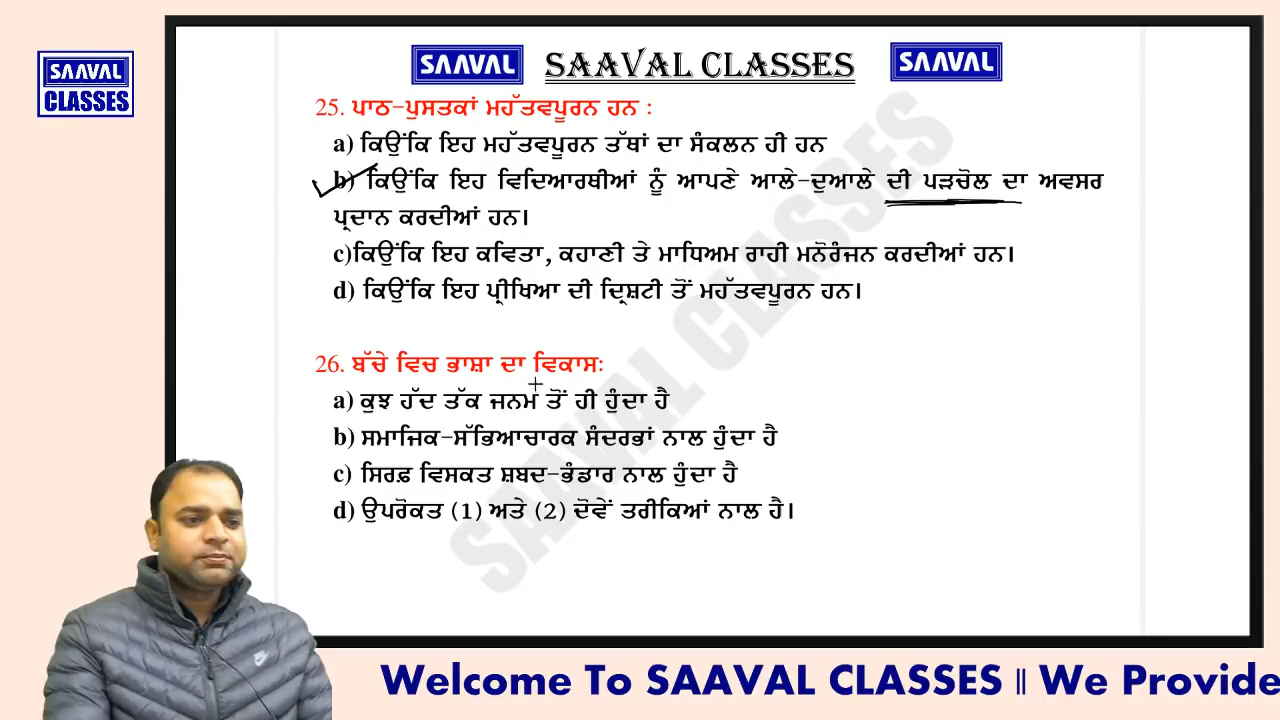 SAAVAL
CLASSES
SAAVAL
SAAVAL CLASSES
SAAVAL
25. ਪਾਠ-ਪੁਸਤਕਾਂ ਮਹੱਤਵਪੂਰਨ ਹਨ :
a) ਕਿਉਂਕਿ ਇਹ ਮਹੱਤਵਪੂਰਨ ਤੱਥਾਂ ਦਾ ਸੰਕਲਨ ਹੀ ਹਨ
b) ਕਿਉਂਕਿ ਇਹ ਵਿਦਿਆਰਥੀਆਂ ਨੂੰ ਆਪਣੇ ਆਲੇ-ਦੁਆਲੇ ਦੀ ਪੜਚੋਲ ਦਾ ਅਵਸਰ
ਪ੍ਰਦਾਨ ਕਰਦੀਆਂ ਹਨ।
c)ਕਿਉਂਕਿ ਇਹ ਕਵਿਤਾ, ਕਹਾਣੀ ਤੇ ਮਾਧਿਅਮ ਰਾਹੀ ਮਨੋਰੰਜਨ ਕਰਦੀਆਂ ਹਨ।
d) ਕਿਉਂਕਿ ਇਹ ਪ੍ਰੀਖਿਆ ਦੀ ਦ੍ਰਿਸ਼ਟੀ ਤੋਂ ਮਹੱਤਵਪੂਰਨ ਹਨ।
26. ਬੱਚੇ ਵਿਚ ਭਾਸ਼ਾ ਦਾ ਵਿਕਾਸ:
a) ਕੁਝ ਹੱਦ ਤੱਕ ਜਨਮ ਤੋਂ ਹੀ ਹੁੰਦਾ ਹੈ
b) ਸਮਾਜਿਕ-ਸੱਭਿਆਚਾਰਕ ਸੰਦਰਭਾਂ ਨਾਲ ਹੁੰਦਾ ਹੈ
c) ਸਿਰਫ਼ ਵਿਸਕਤ ਸ਼ਬਦ-ਭੰਡਾਰ ਨਾਲ ਹੁੰਦਾ ਹੈ
d) ਉਪਰੋਕਤ (1) ਅਤੇ (2) ਦੋਵੇਂ ਤਰੀਕਿਆਂ ਨਾਲ ਹੈ।
SAAVAL CLASSES
Welcome To SAAVAL CLASSES || We Provide